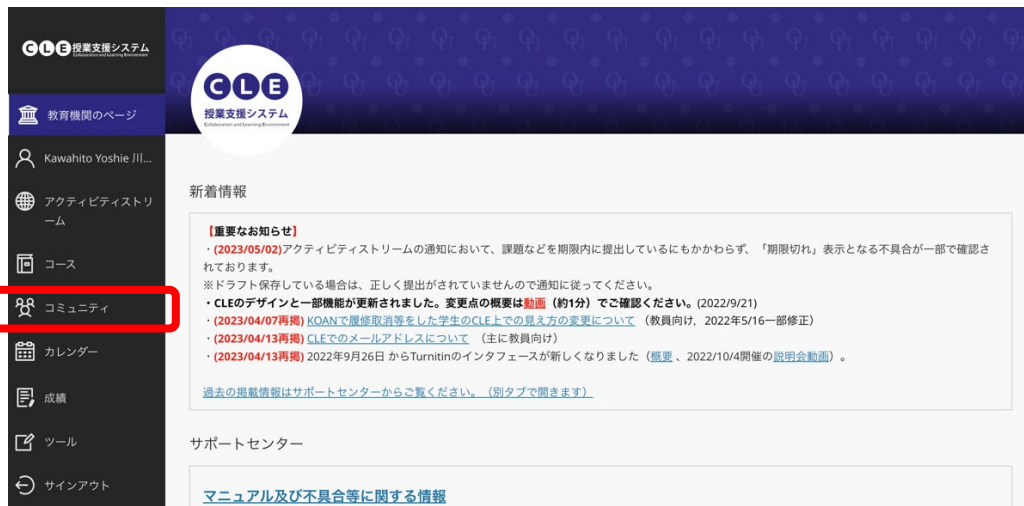 CLE授業支援システム
Collaboration and Learning Environment
教育機関のページ
Kawahito Yoshie 川...
アクティビティストリ
ーム
コース
コミュニティ
カレンダー
成績
ツール
サインアウト
CLE
授業支援システム
Collaboration and Learning Environment
新着情報
【重要なお知らせ】
・(2023/05/02)アクティビティストリームの通知において、課題などを期限内に提出しているにもかかわらず、「期限切れ」表示となる不具合が一部で確認さ
れております。
※ドラフト保存している場合は、正しく提出がされていませんので通知に従ってください。
・CLEのデザインと一部機能が更新されました。変更点の概要は動画（約1分）でご確認ください。(2022/9/21)
・(2023/04/07再掲) KOANで履修取消等をした学生のCLE上での見え方の変更について （教員向け，2022年5/16一部修正）
・(2023/04/13再掲) CLEでのメールアドレスについて （主に教員向け）
・(2023/04/13再掲) 2022年9月26日 からTurnitinのインタフェースが新しくなりました（概要 、2022/10/4開催の説明会動画）。
過去の掲載情報はサポートセンターからご覧ください。（別タブで開きます）
サポートセンター
マニュアル及び不具合等に関する情報